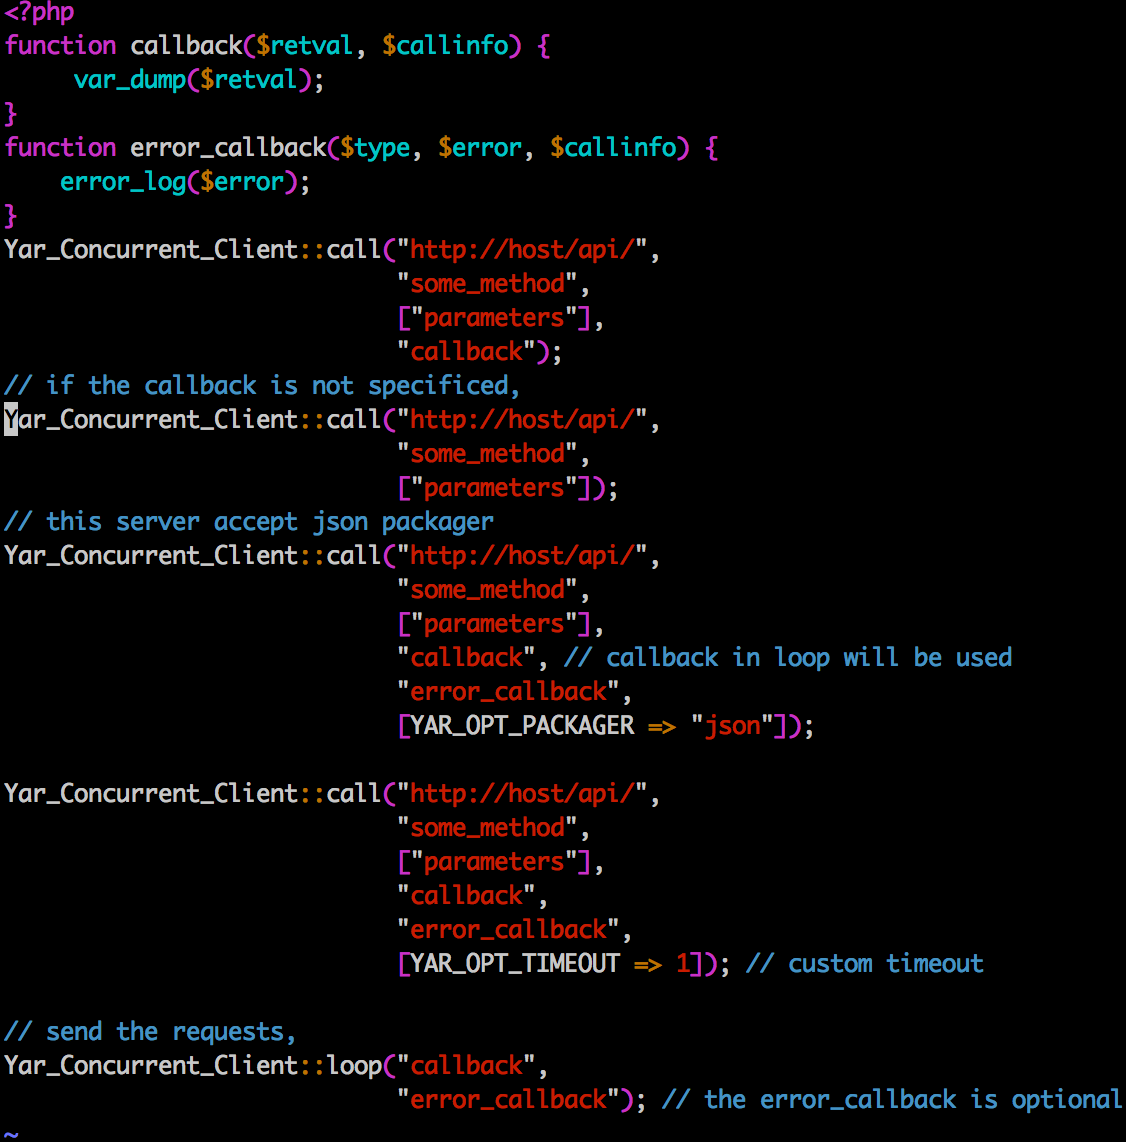 <?php
function callback($retval, $callinfo) {
     var_dump($retval);
}
function error_callback($type, $error, $callinfo) {
    error_log($error);
}
Yar_Concurrent_Client::call("http://host/api/",
                            "some_method",
                            ["parameters"],
                            "callback");
// if the callback is not specificed,
Yar_Concurrent_Client::call("http://host/api/",
                            "some_method",
                            ["parameters"]);
// this server accept json packager
Yar_Concurrent_Client::call("http://host/api/",
                            "some_method",
                            ["parameters"],
                            "callback", // callback in loop will be used
                            "error_callback",
                            [YAR_OPT_PACKAGER => "json"]);

Yar_Concurrent_Client::call("http://host/api/",
                            "some_method",
                            ["parameters"],
                            "callback",
                            "error_callback",
                            [YAR_OPT_TIMEOUT => 1]); // custom timeout

// send the requests,
Yar_Concurrent_Client::loop("callback",
                            "error_callback"); // the error_callback is optional
~